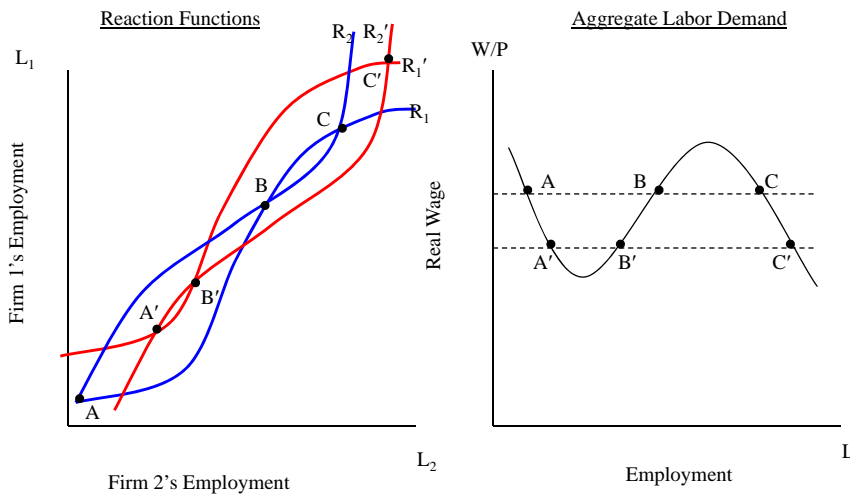 Reaction Functions
L1
R2
R2′
R1′
C′
R1
C
B
B′
A′
A
Firm 1's Employment
L2
Firm 2's Employment
Aggregate Labor Demand
W/P
A
B
C
A′
B′
C′
Real Wage
L
Employment